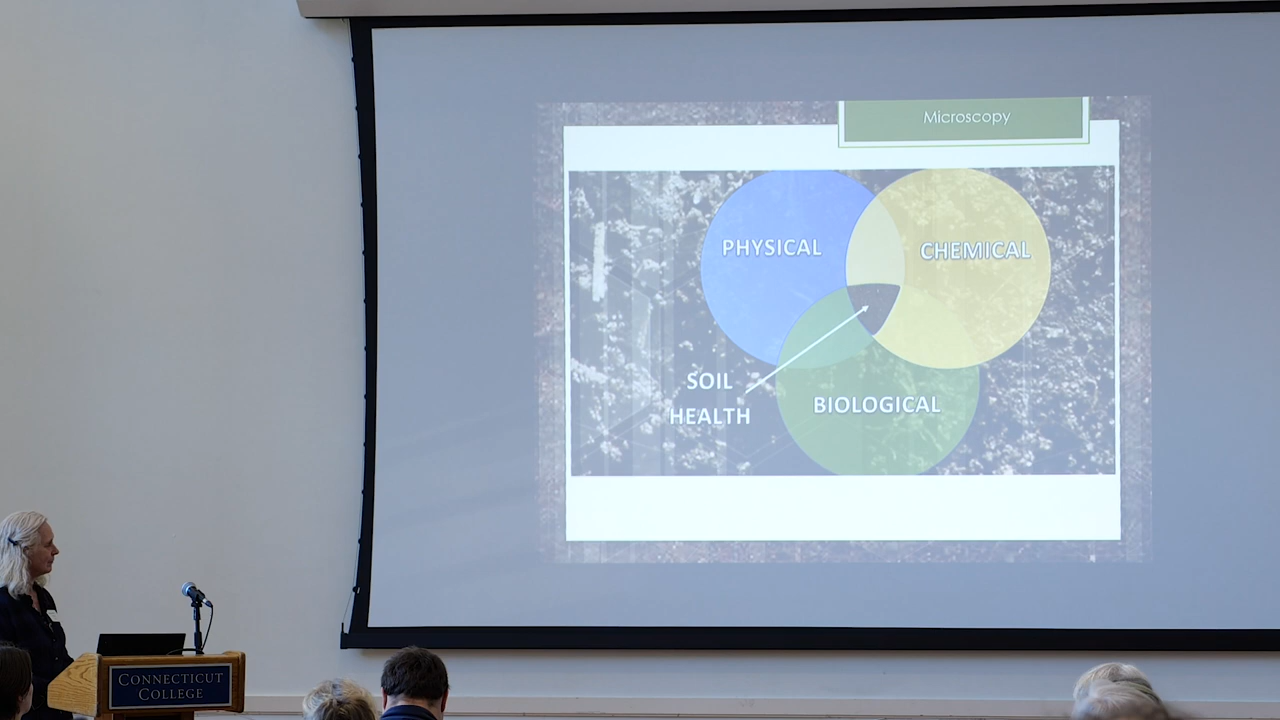 Microscopy
PHYSICAL
CHEMICAL
SOIL
HEALTH
BIOLOGICAL
CONNECTICUT
COLLEGE